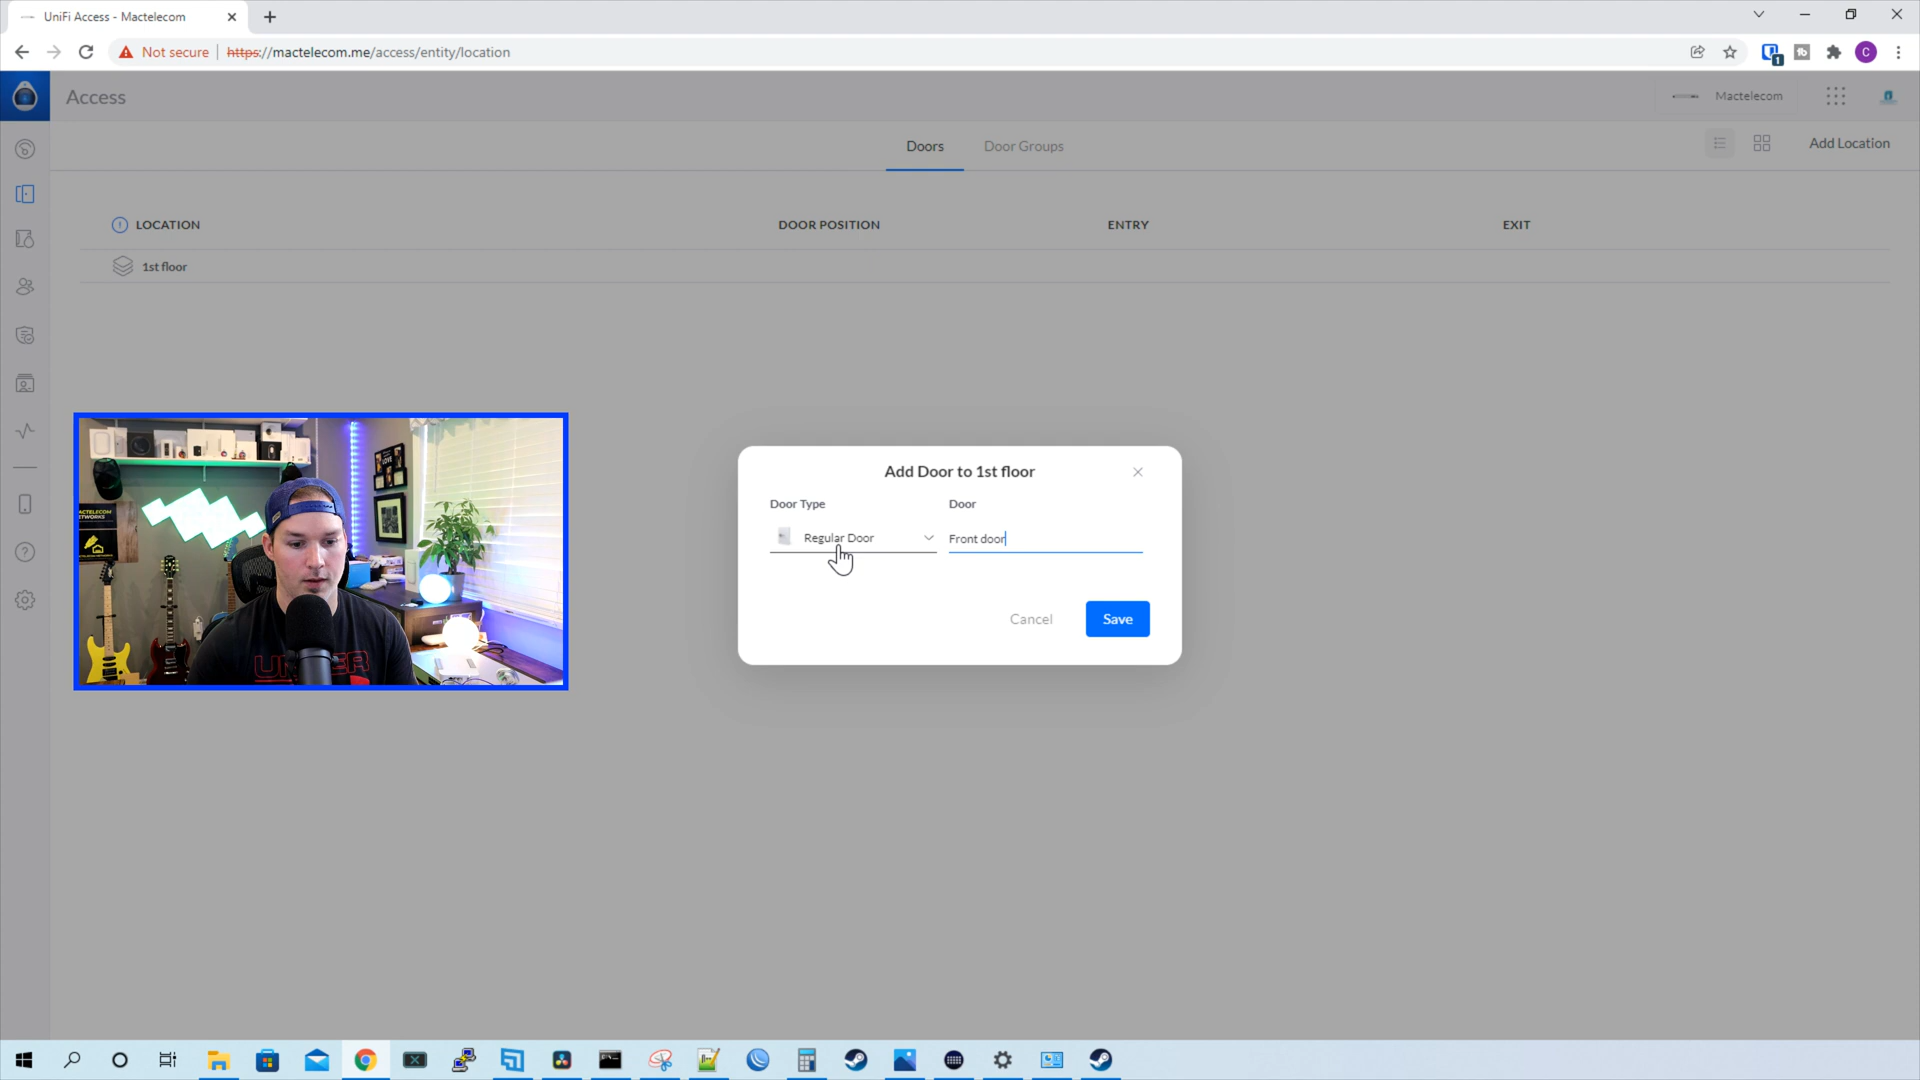 UniFi Access - Mactelecom
Not secure
https://mactelecom.me/access/entity/location
C
1
Access
Mactelecom
Doors
Door Groups
Add Location
LOCATION
DOOR POSITION
ENTRY
EXIT
1st floor
Add Door to 1st floor
Door Type
Door
Regular Door
Front door
Cancel
Save
LOVE